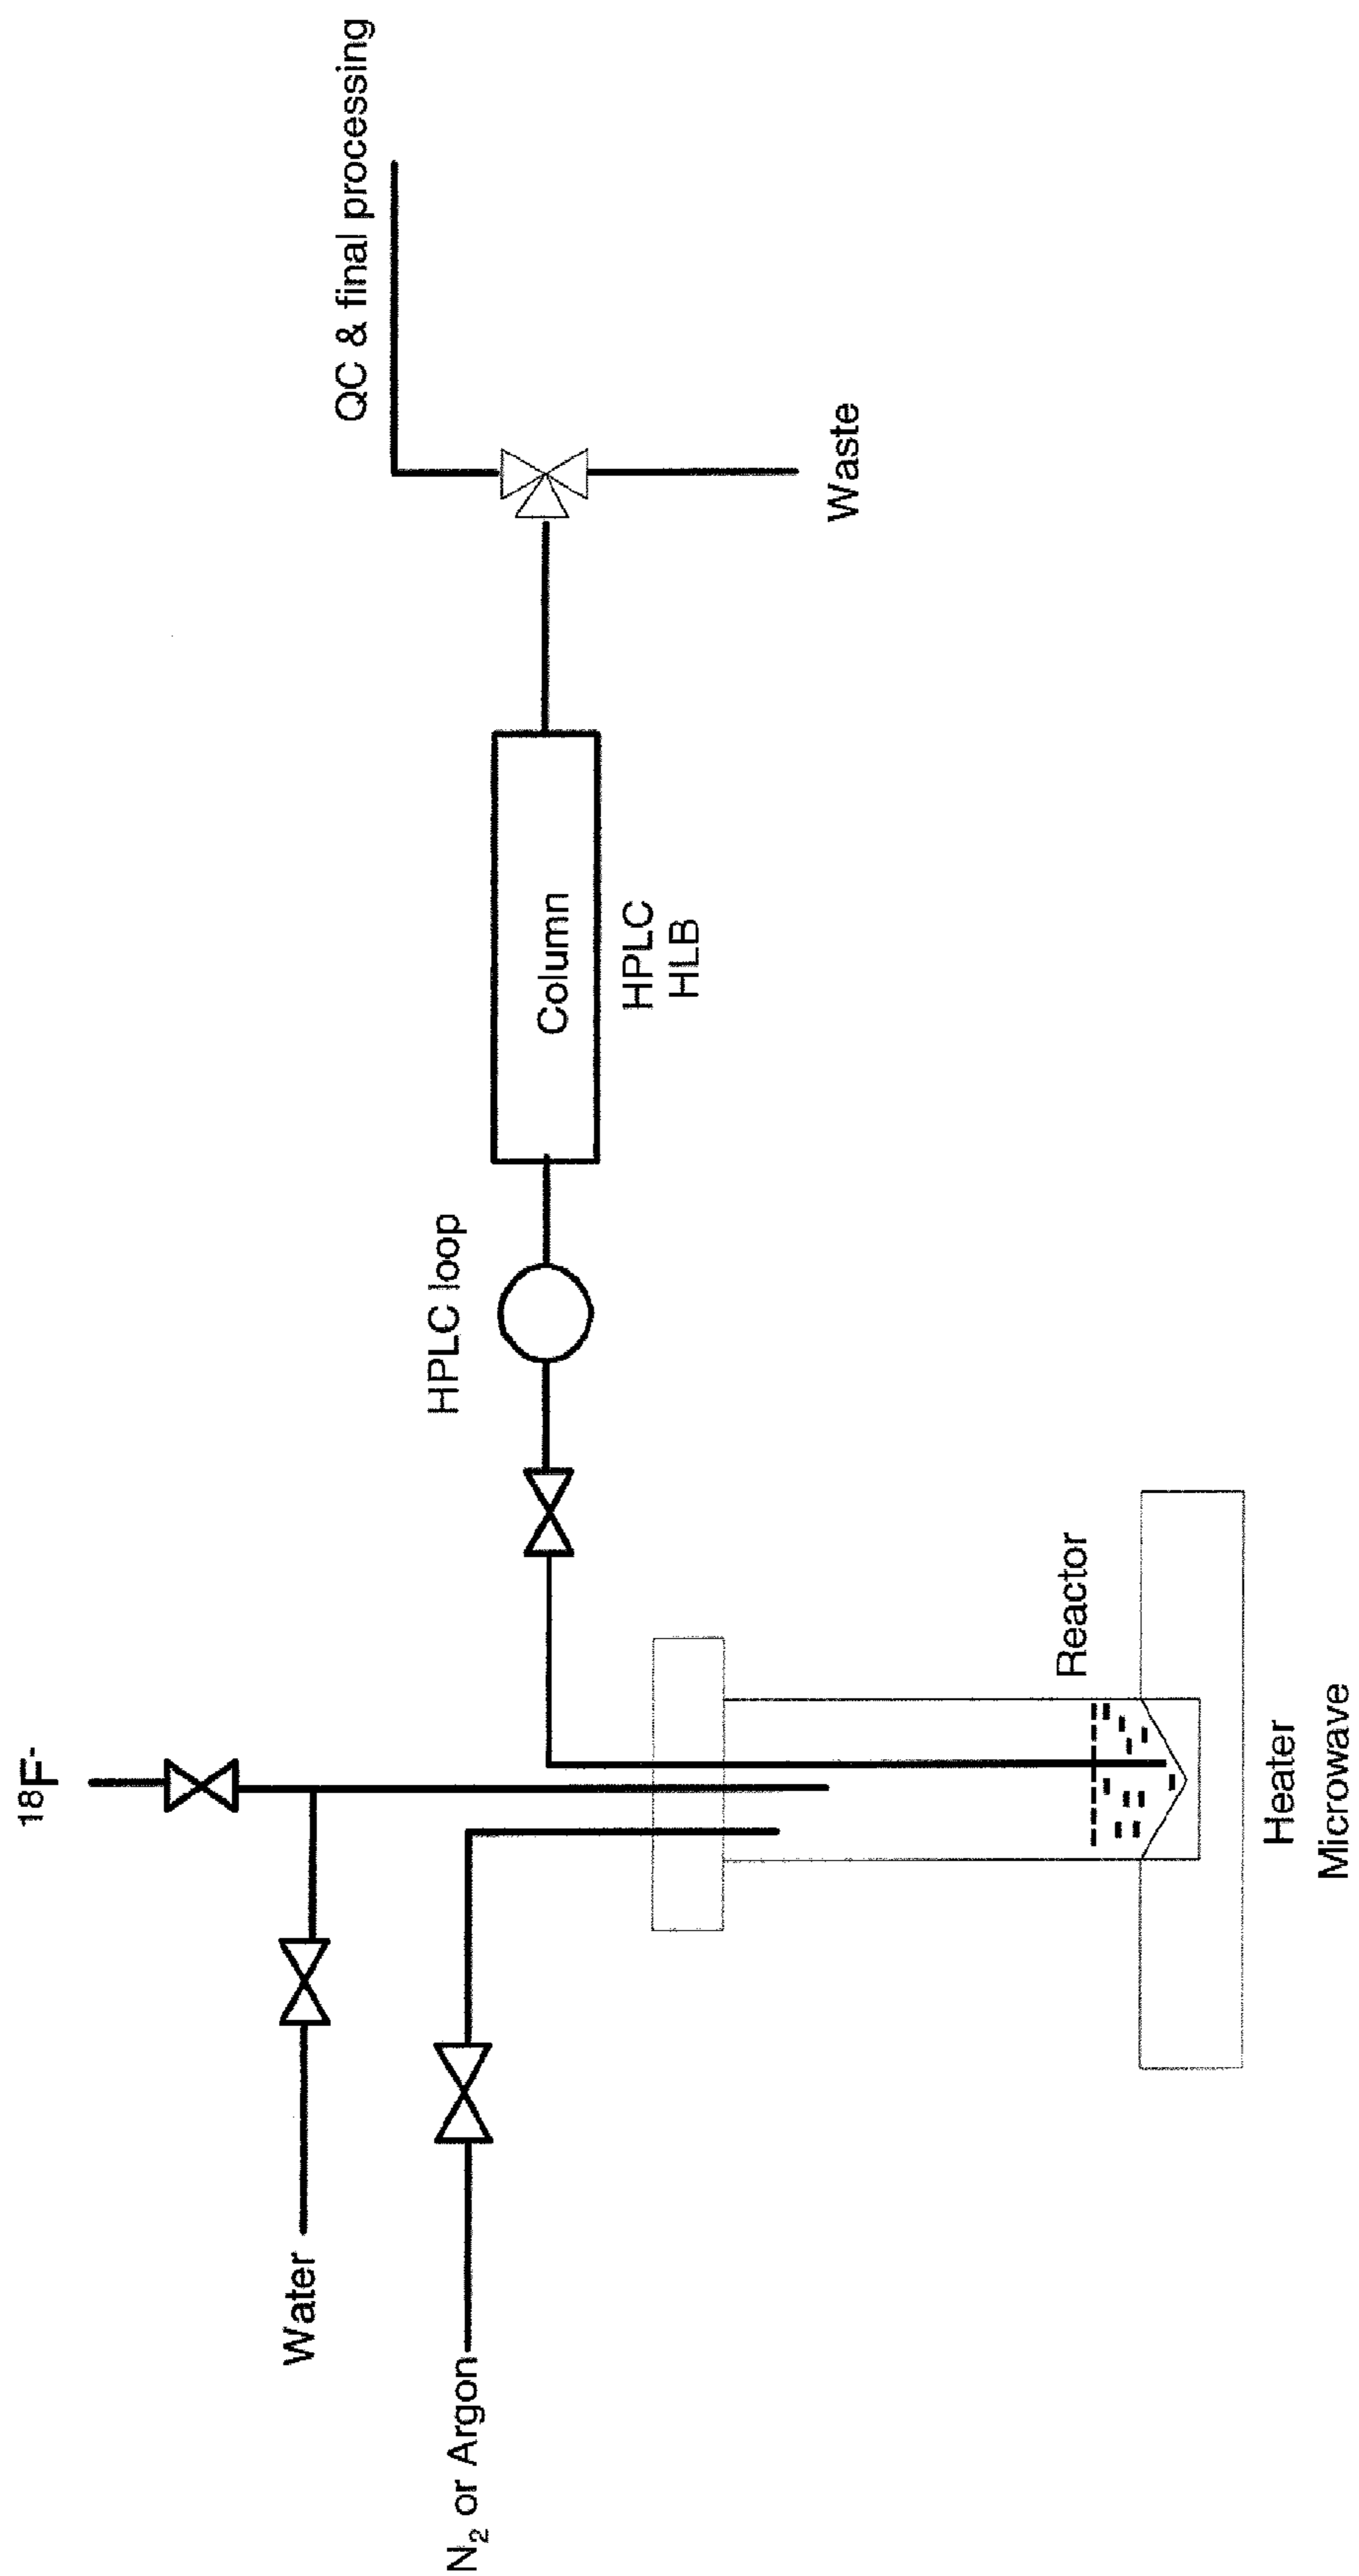 ¹⁸F⁻
Water
N₂ or Argon
HPLC loop
Column
HPLC
HLB
QC & final processing
Waste
Reactor
Heater
Microwave